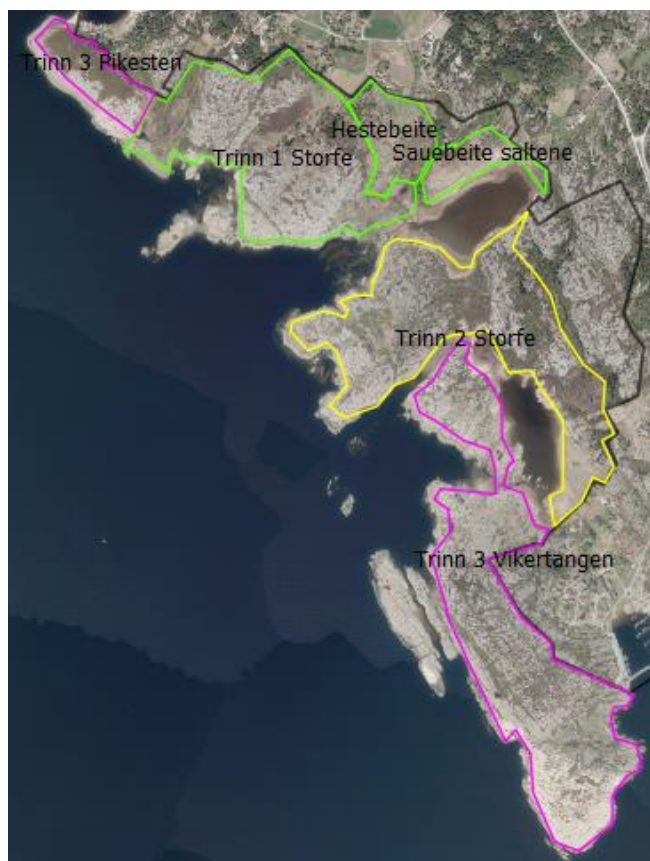 Trinn 3 Pikesten
Hestebeite
Trinn 1 Storfe
Sauebeite saltene
Trinn 2 Storfe
Trinn 3 Vikertangen